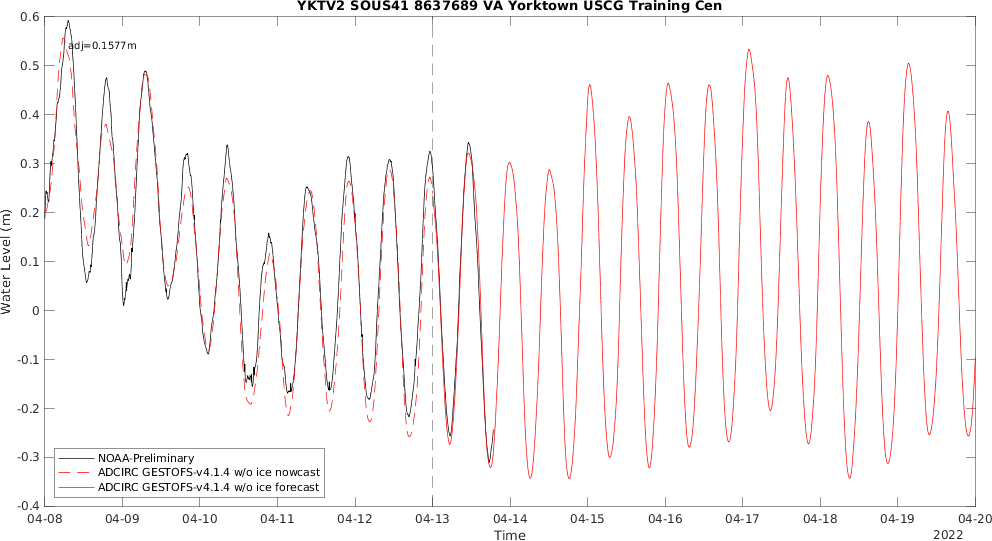 YKTV2 SOUS41 8637689 VA Yorktown USCG Training Cen
adj=0.1577m
0.6
0.5
0.4
0.3
0.2
0.1
0
-0.1
-0.2
-0.3
-0.4
Water Level (m)
NOAA-Preliminary
ADCIRC GESTOFS-v4.1.4 w/o ice nowcast
ADCIRC GESTOFS-v4.1.4 w/o ice forecast
04-08 04-09 04-10 04-11 04-12 04-13 04-14 04-15 04-16 04-17 04-18 04-19 04-20
Time
2022